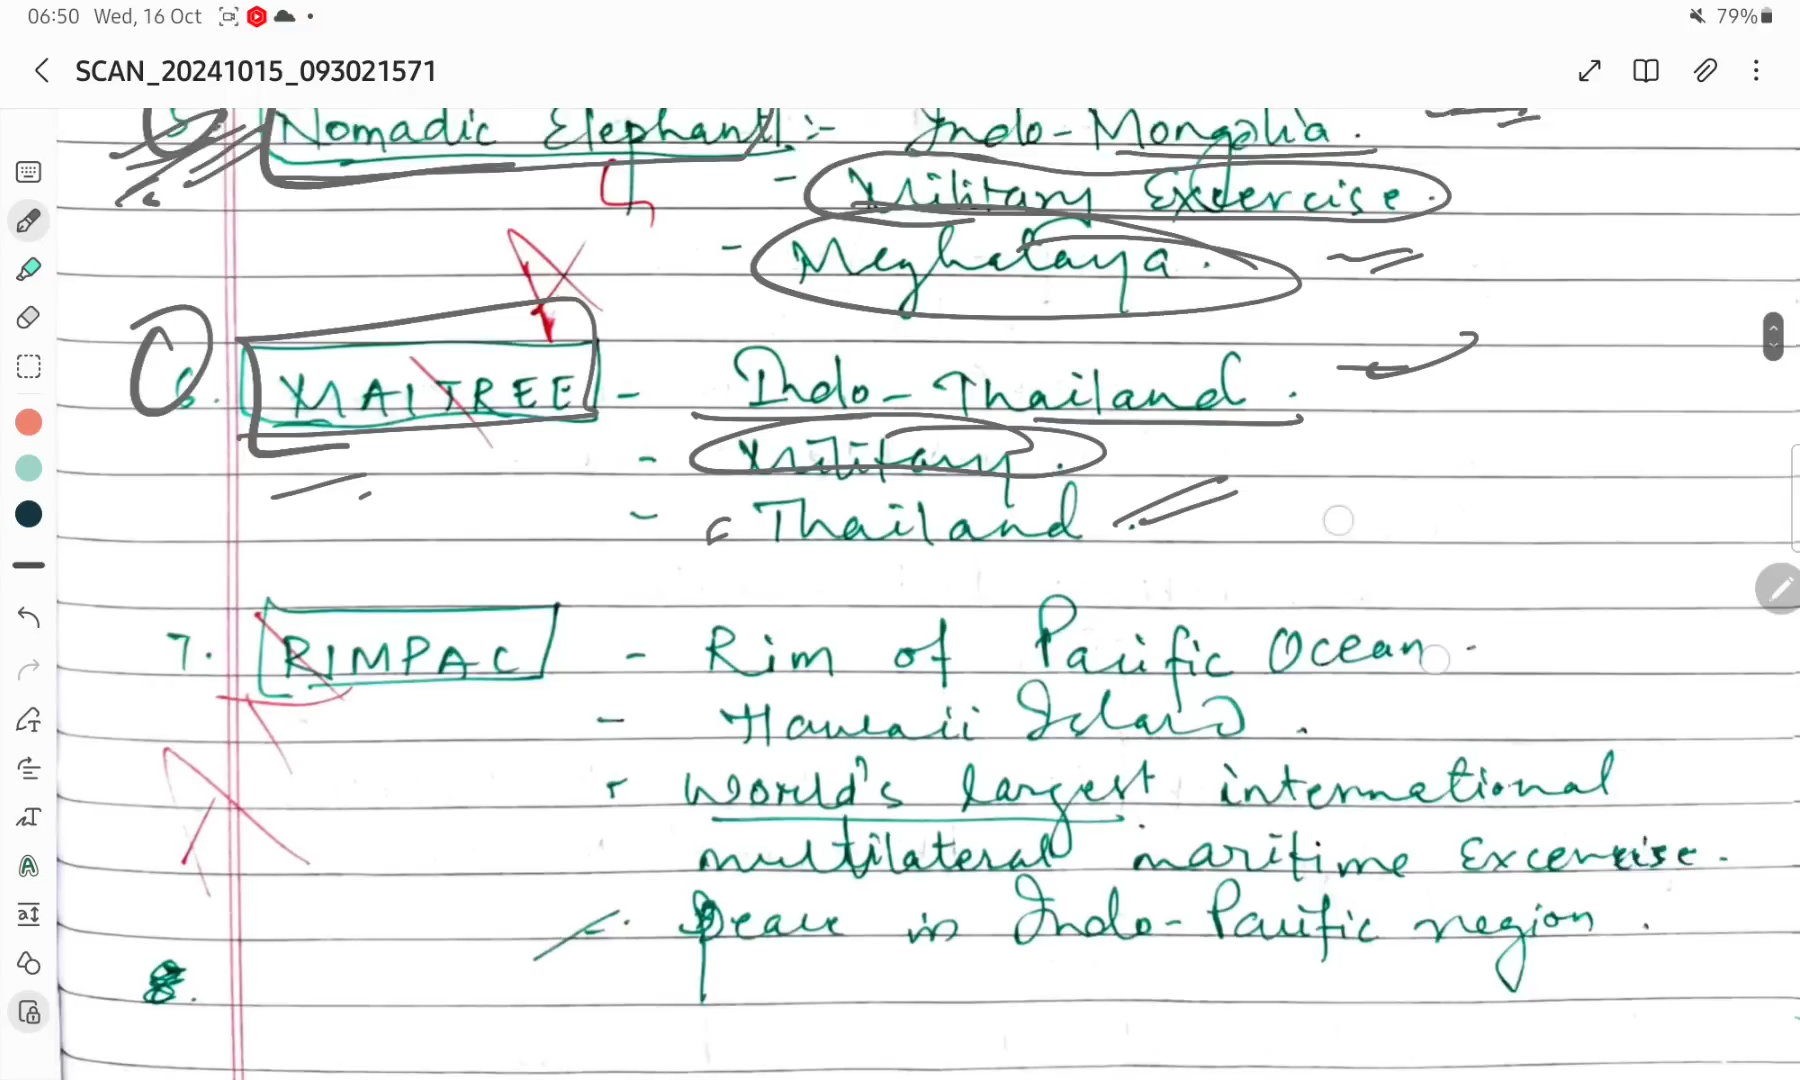 06:50 Wed, 16 Oct 79%
SCAN_20241015_093021571
5. Nomadic Elephant :- Indo-Mongolia.
- Military Exercise.
- Meghalaya.
6. MAITREE - Indo-Thailand.
- Military.
- Thailand
7. RIMPAC - Rim of Pacific Ocean.
- Hawaii Island.
- World's largest international
multilateral maritime Excercise.
- Peace in Indo-Pacific region.
8.